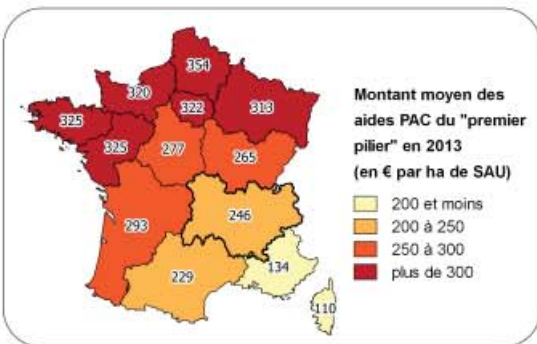 354
320
322
313
325
325
277
265
293
246
229
134
110
Montant moyen des
aides PAC du "premier
pilier" en 2013
(en € par ha de SAU)
200 et moins
200 à 250
250 à 300
plus de 300